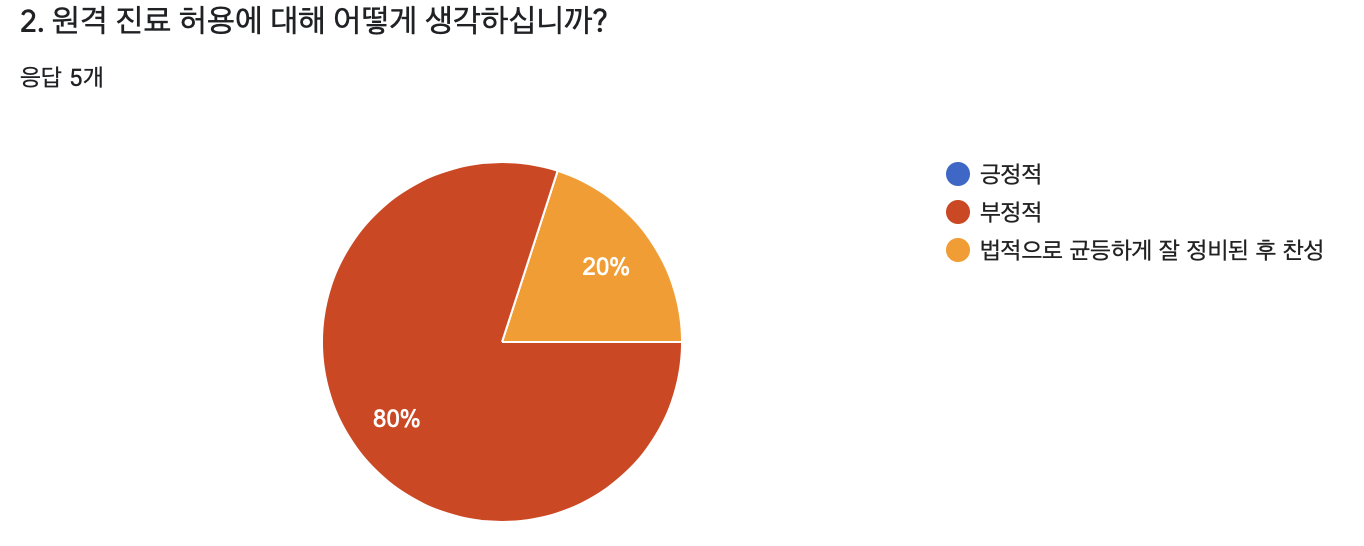 2. 원격 진료 허용에 대해 어떻게 생각하십니까?
응답 5개
긍정적
부정적
법적으로 균등하게 잘 정비된 후 찬성
20%
80%